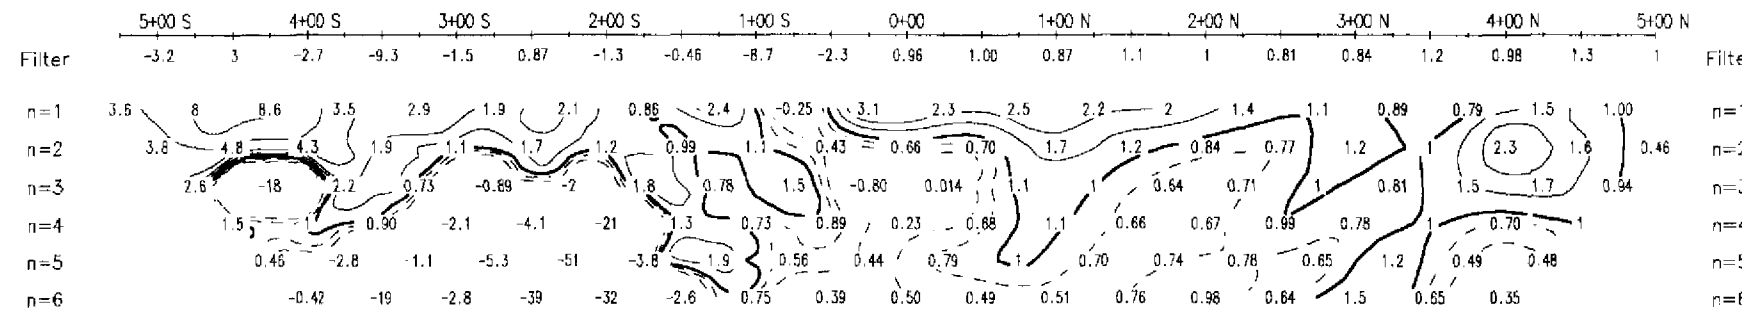 5+00 S 4+00 S 3+00 S 2+00 S 1+00 S 0+00 1+00 N 2+00 N 3+00 N 4+00 N 5+00 N
Filter -3.2 3 -2.7 -9.3 -1.5 0.87 -1.3 -0.46 -8.7 -2.3 0.96 1.00 0.87 1.1 1 0.81 0.84 1.2 0.98 1.3 1 Filte
n=1 3.6 8 8.6 3.5 2.9 1.9 2.1 0.86 2.4 -0.25 3.1 2.3 2.5 2.2 2 1.4 1.1 0.89 0.79 1.5 1.00 n=1
n=2 3.8 4.8 4.3 1.9 1.1 1.7 1.2 0.99 1.1 0.43 0.66 0.70 1.7 1.2 0.84 0.77 1.2 1 2.3 1.6 0.46 n=2
n=3 2.6 -18 2.2 0.73 -0.89 -2 1.8 0.78 1.5 -0.80 0.014 1.1 1 0.64 0.71 1 0.81 1.5 1.7 0.94 n=3
n=4 1.5 1 0.90 -2.1 -4.1 -21 1.3 0.73 0.89 0.23 0.68 1.1 0.66 0.67 0.99 0.78 1 0.70 1 n=4
n=5 0.46 -2.8 -1.1 -5.3 -51 -3.8 1.9 0.56 0.44 0.79 1 0.70 0.74 0.78 0.65 1.2 0.49 0.48 n=5
n=6 -0.42 -19 -2.8 -39 -32 -2.6 0.75 0.39 0.50 0.49 0.51 0.76 0.98 0.64 1.5 0.65 0.35 n=6